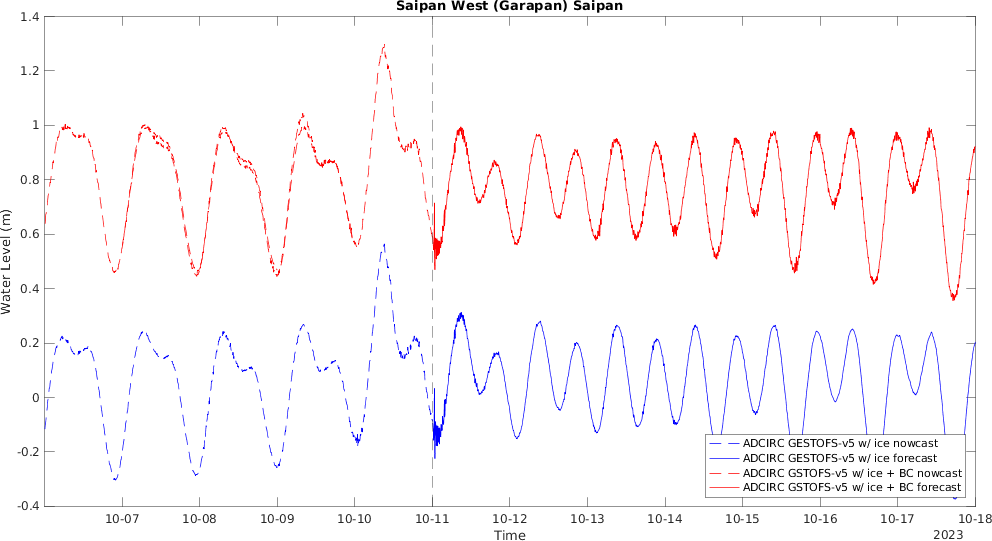 Saipan West (Garapan) Saipan
1.4
1.2
1
0.8
0.6
0.4
0.2
0
-0.2
-0.4
Water Level (m)
ADCIRC GESTOFS-v5 w/ ice nowcast
ADCIRC GESTOFS-v5 w/ ice forecast
ADCIRC GSTOFS-v5 w/ ice + BC nowcast
ADCIRC GSTOFS-v5 w/ ice + BC forecast
10-07 10-08 10-09 10-10 10-11 10-12 10-13 10-14 10-15 10-16 10-17 10-18
Time
2023